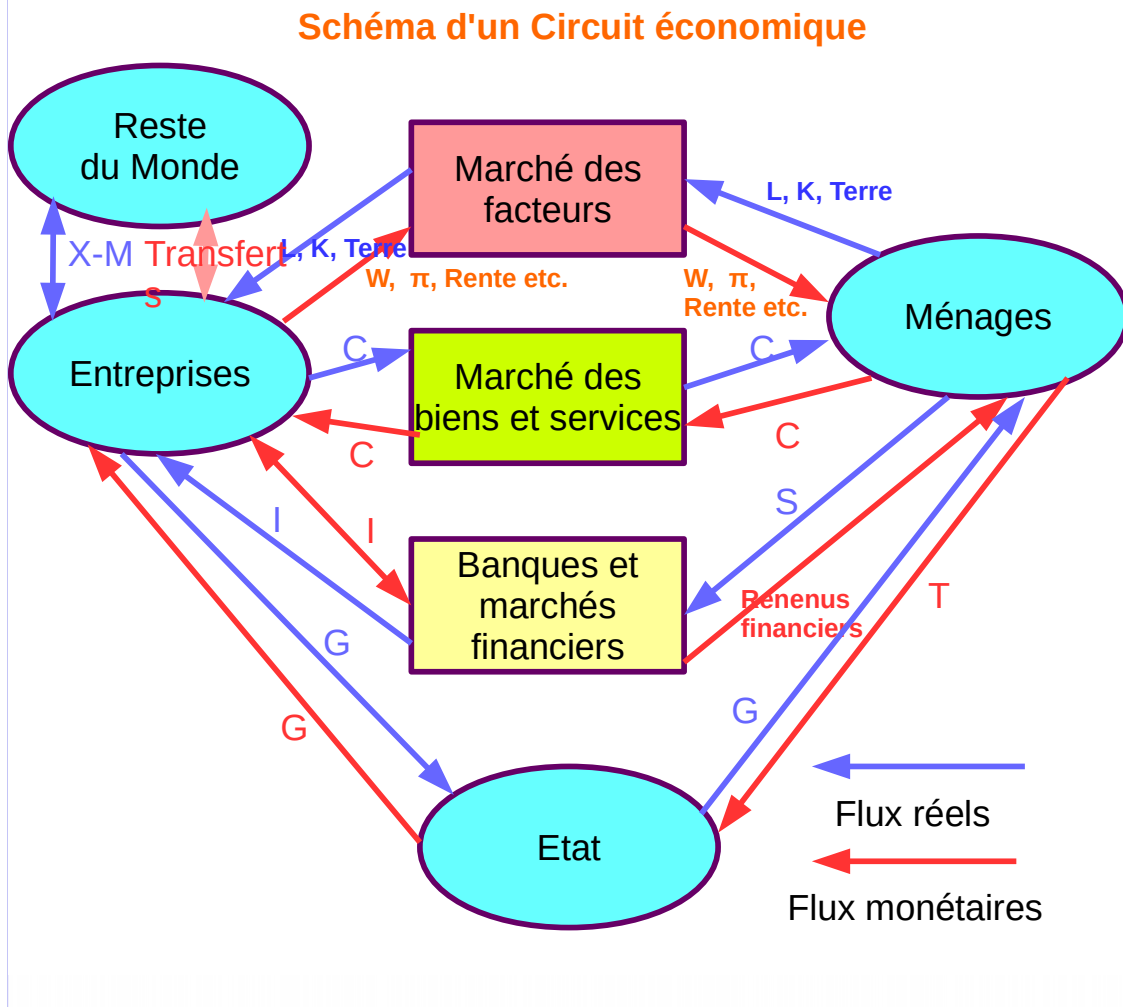 Schéma d'un Circuit économique
Reste
du Monde
Marché des
facteurs
L, K, Terre
X-M
Transfert
s
L, K, Terre
W, π, Rente etc.
W, π,
Rente etc.
Ménages
Entreprises
C
Marché des
biens et services
C
C
C
I
I
S
Banques et
marchés
financiers
Renenus
financiers
T
G
G
G
Etat
Flux réels
Flux monétaires